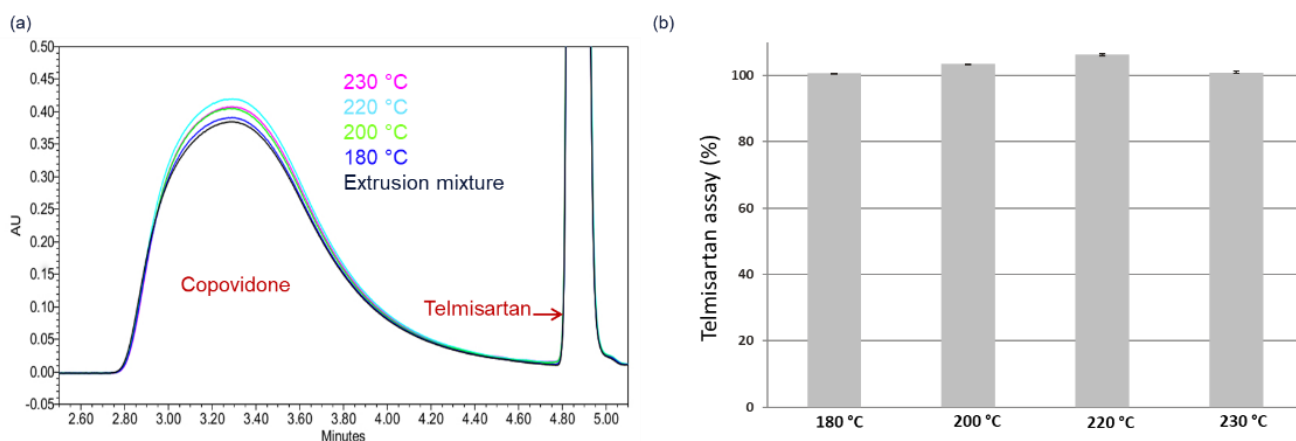 (a)
0.50
0.45
0.40
0.35
0.30
0.25
0.20
0.15
0.10
0.05
0.00
-0.05
AU
230 °C
220 °C
200 °C
180 °C
Extrusion mixture
Copovidone
Telmisartan
2.60 2.80 3.00 3.20 3.40 3.60 3.80 4.00 4.20 4.40 4.60 4.80 5.00
Minutes
(b)
Telmisartan assay (%)
100
80
60
40
20
0
180 °C 200 °C 220 °C 230 °C